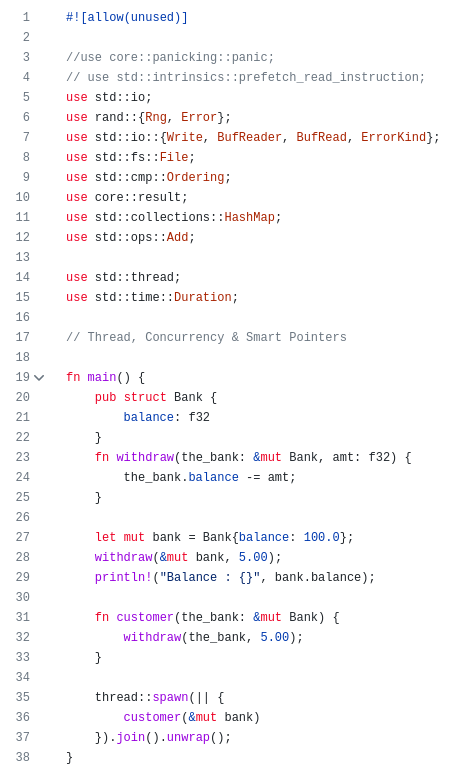 1 #![allow(unused)]
2
3 //use core::panicking::panic;
4 // use std::intrinsics::prefetch_read_instruction;
5 use std::io;
6 use rand::{Rng, Error};
7 use std::io::{Write, BufReader, BufRead, ErrorKind};
8 use std::fs::File;
9 use std::cmp::Ordering;
10 use core::result;
11 use std::collections::HashMap;
12 use std::ops::Add;
13
14 use std::thread;
15 use std::time::Duration;
16
17 // Thread, Concurrency & Smart Pointers
18
19 fn main() {
20     pub struct Bank {
21         balance: f32
22     }
23     fn withdraw(the_bank: &mut Bank, amt: f32) {
24         the_bank.balance -= amt;
25     }
26
27     let mut bank = Bank{balance: 100.0};
28     withdraw(&mut bank, 5.00);
29     println!("Balance : {}", bank.balance);
30
31     fn customer(the_bank: &mut Bank) {
32         withdraw(the_bank, 5.00);
33     }
34
35     thread::spawn(|| {
36         customer(&mut bank)
37     }).join().unwrap();
38 }